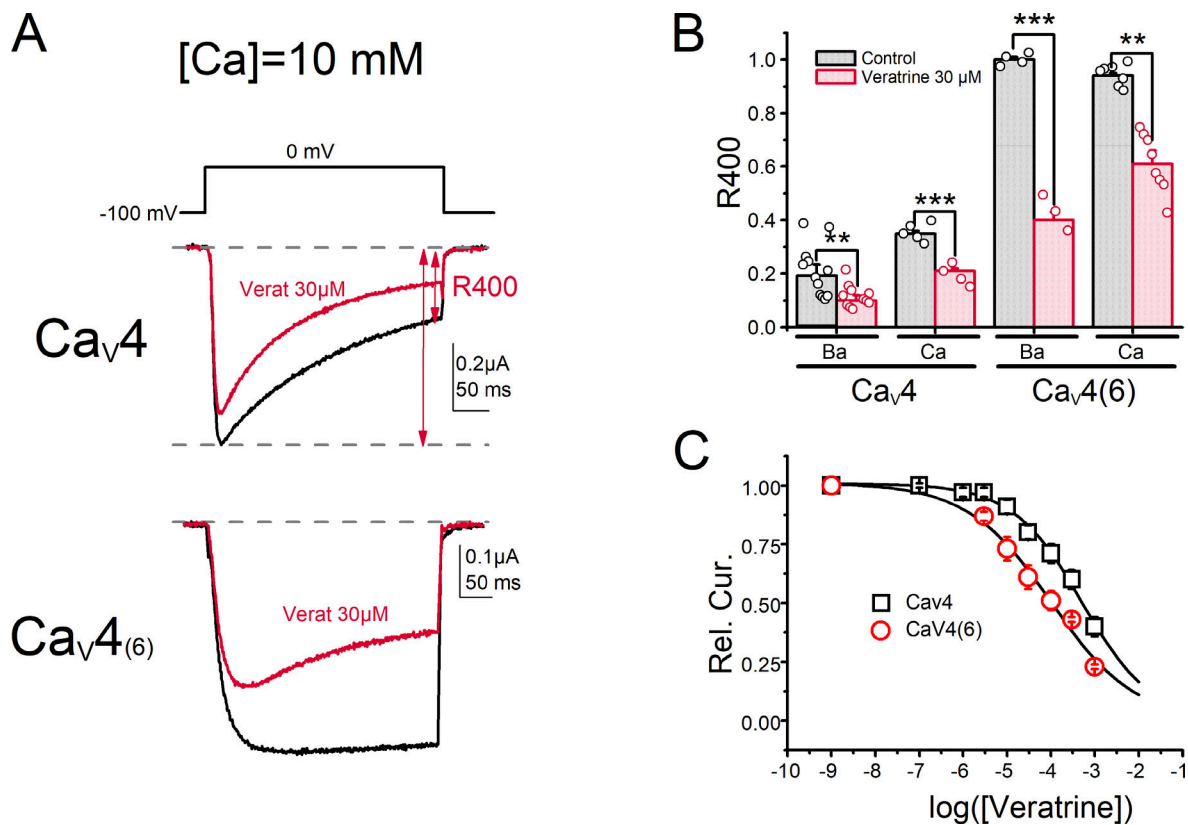 A
[Ca]=10 mM
0 mV
-100 mV
Verat 30µM
R400
Caᵥ4
0.2µA
50 ms
0.1µA
50 ms
Verat 30µM
Caᵥ4(6)
B
Control
Veratrine 30 µM
***
**
***
**
R400
1.0
0.8
0.6
0.4
0.2
0.0
Ba
Ca
Ba
Ca
Caᵥ4
Caᵥ4(6)
C
1.00
0.75
0.50
0.25
0.00
Rel. Cur.
Cav4
CaV4(6)
-10 -9 -8 -7 -6 -5 -4 -3 -2 -1
log([Veratrine])